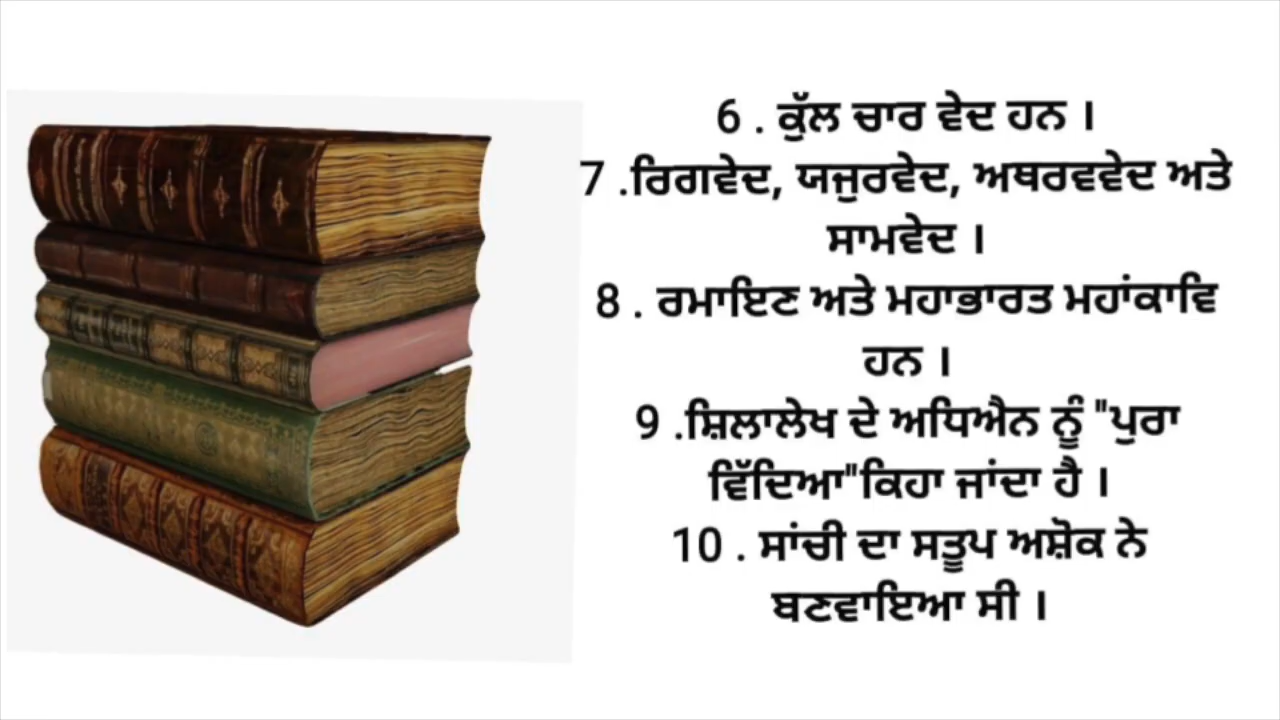 6 . ਕੁੱਲ ਚਾਰ ਵੇਦ ਹਨ ।
7 .ਰਿਗਵੇਦ, ਯਜੁਰਵੇਦ, ਅਥਰਵਵੇਦ ਅਤੇ
ਸਾਮਵੇਦ ।
8 . ਰਮਾਇਣ ਅਤੇ ਮਹਾਭਾਰਤ ਮਹਾਂਕਾਵਿ
ਹਨ ।
9 .ਸ਼ਿਲਾਲੇਖ ਦੇ ਅਧਿਐਨ ਨੂੰ "ਪੁਰਾ
ਵਿੱਦਿਆ"ਕਿਹਾ ਜਾਂਦਾ ਹੈ ।
10 . ਸਾਂਚੀ ਦਾ ਸਤੂਪ ਅਸ਼ੋਕ ਨੇ
ਬਣਵਾਇਆ ਸੀ ।